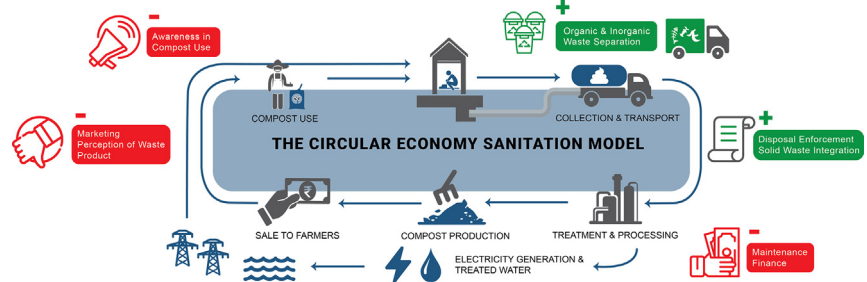 Awareness in
Compost Use
Organic & Inorganic
Waste Separation
COMPOST USE
COLLECTION & TRANSPORT
Marketing
Perception of Waste
Product
THE CIRCULAR ECONOMY SANITATION MODEL
Disposal Enforcement
Solid Waste Integration
₹
SALE TO FARMERS
COMPOST PRODUCTION
TREATMENT & PROCESSING
ELECTRICITY GENERATION &
TREATED WATER
Maintenance
Finance